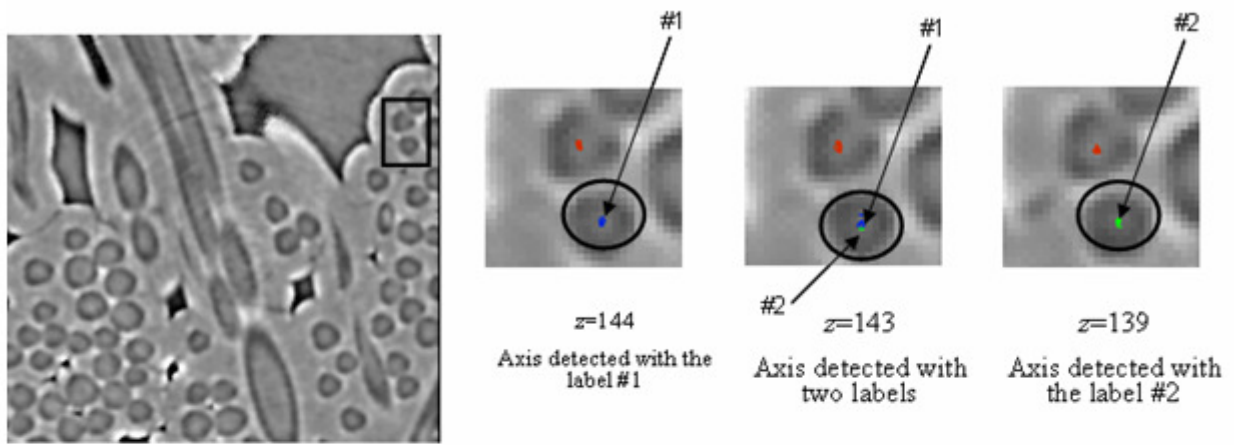 #1
#1
#2
#2
z=144
z=143
z=139
Axis detected with the
label #1
Axis detected with
two labels
Axis detected with
the label #2